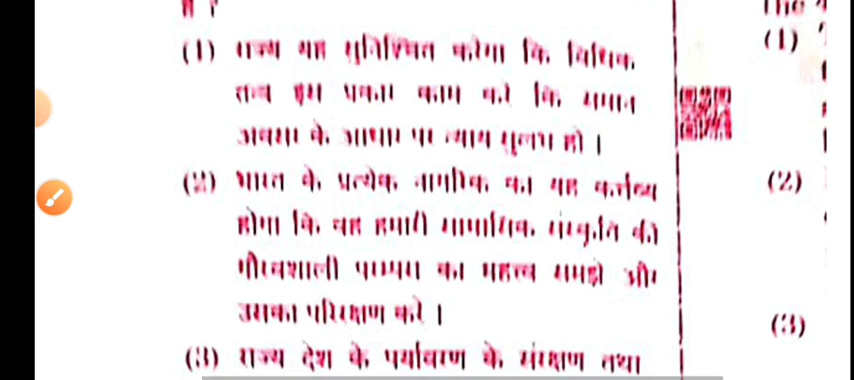 (1) राज्य यह सुनिश्चित करेगा कि विधिक
तन्त्र इस प्रकार काम करे कि समान
अवसर के आधार पर न्याय सुलभ हो ।
(2) भारत के प्रत्येक नागरिक का यह कर्त्तव्य
होगा कि वह हमारी सामासिक संस्कृति की
गौरवशाली परम्परा का महत्त्व समझे और
उसका परिरक्षण करे ।
(3) राज्य देश के पर्यावरण के संरक्षण तथा
The
(1)
(2)
(3)